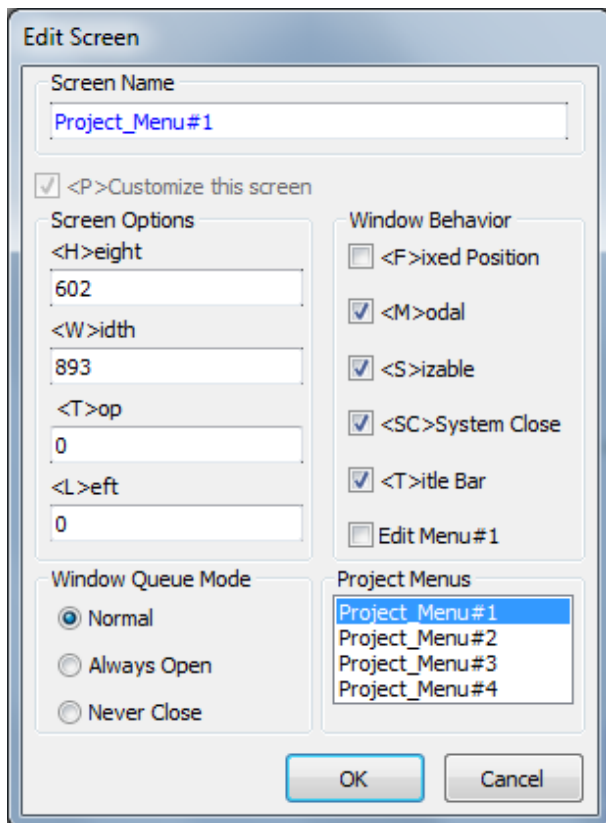 Edit Screen
Screen Name
Project_Menu#1
<P>Customize this screen
Screen Options
<H>eight
602
<W>idth
893
<T>op
0
<L>eft
0
Window Behavior
<F>ixed Position
<M>odal
<S>izable
<SC>System Close
<T>itle Bar
Edit Menu#1
Window Queue Mode
Normal
Always Open
Never Close
Project Menus
Project_Menu#1
Project_Menu#2
Project_Menu#3
Project_Menu#4
OK
Cancel